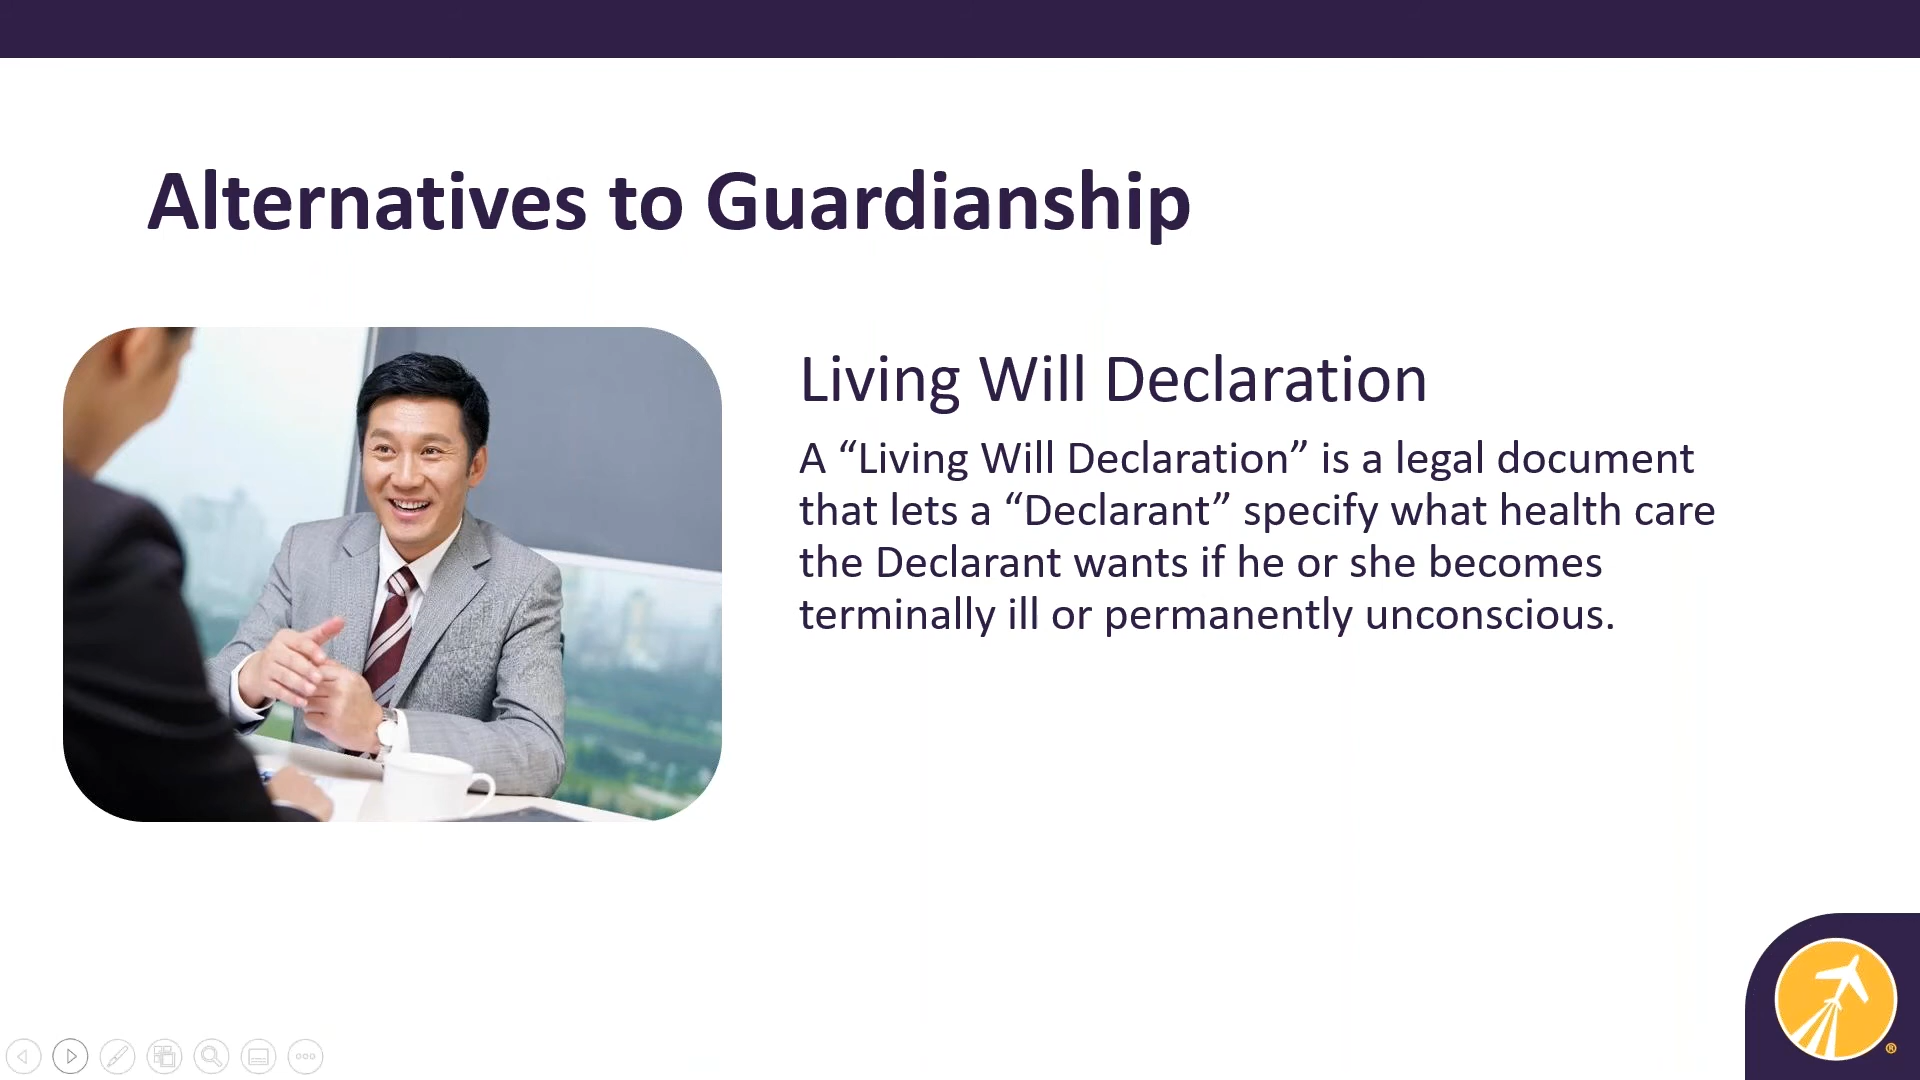 Alternatives to Guardianship
Living Will Declaration
A “Living Will Declaration” is a legal document
that lets a “Declarant” specify what health care
the Declarant wants if he or she becomes
terminally ill or permanently unconscious.
®